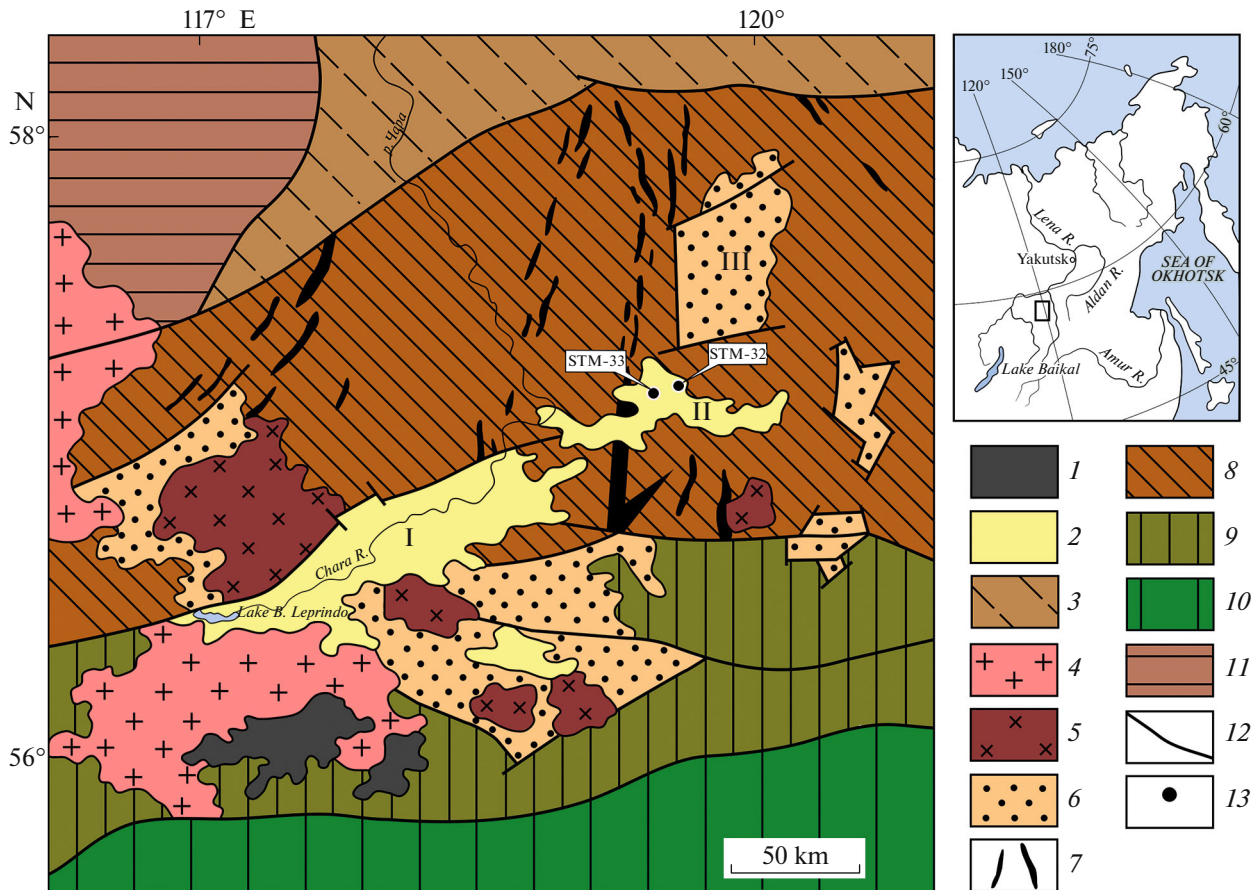 117° E
120°
N
58°
56°
р. Чара
III
STM-33
STM-32
II
I
Chara R.
Lake B. Leprindo
50 km
180°
75°
150°
120°
60°
Lena R.
Yakutsk
Aldan R.
SEA OF
OKHOTSK
Amur R.
Lake Baikal
45°
1
2
3
4
5
6
7
8
9
10
11
12
13